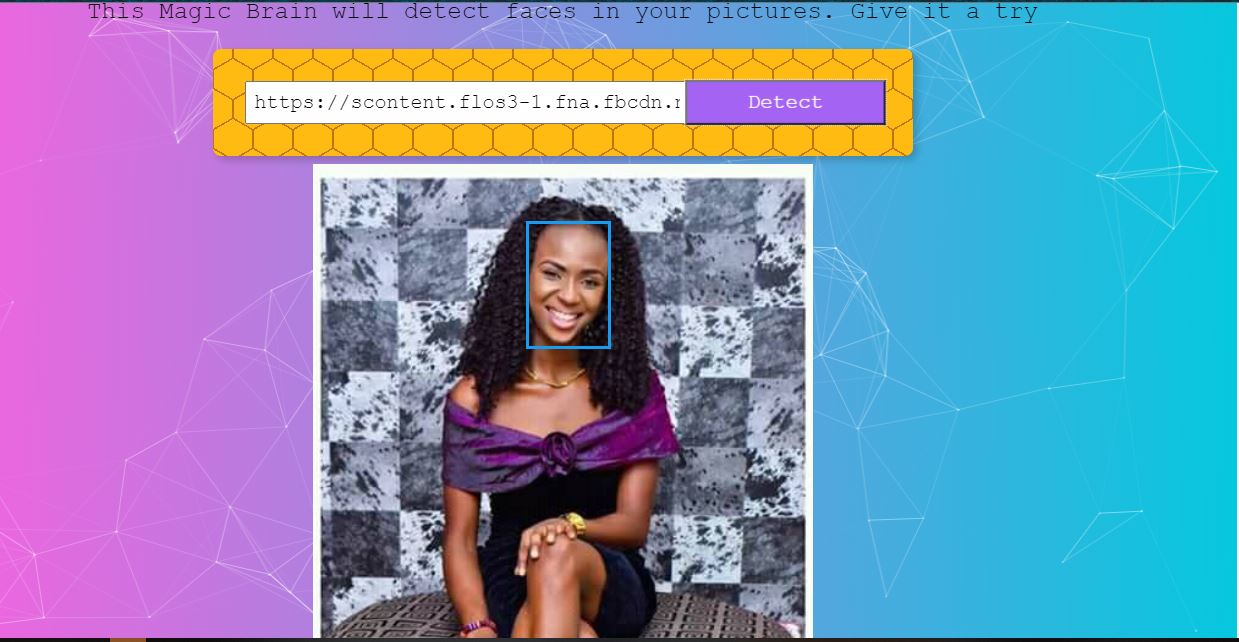 This Magic Brain will detect faces in your pictures. Give it a try
https://scontent.flos3-1.fna.fbcdn.r
Detect